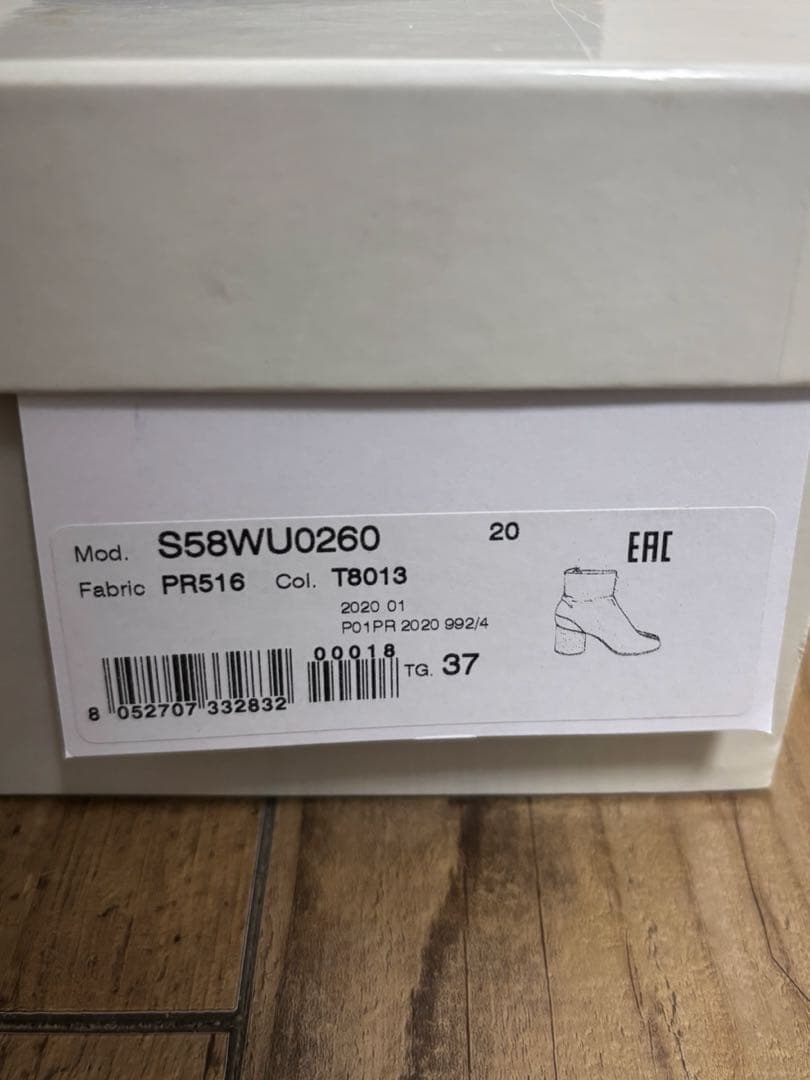 Mod. S58WU0260 20 EAC
Fabric PR516 Col. T8013
2020 01
P01PR 2020 992/4
00018
TG. 37
8 052707 332832